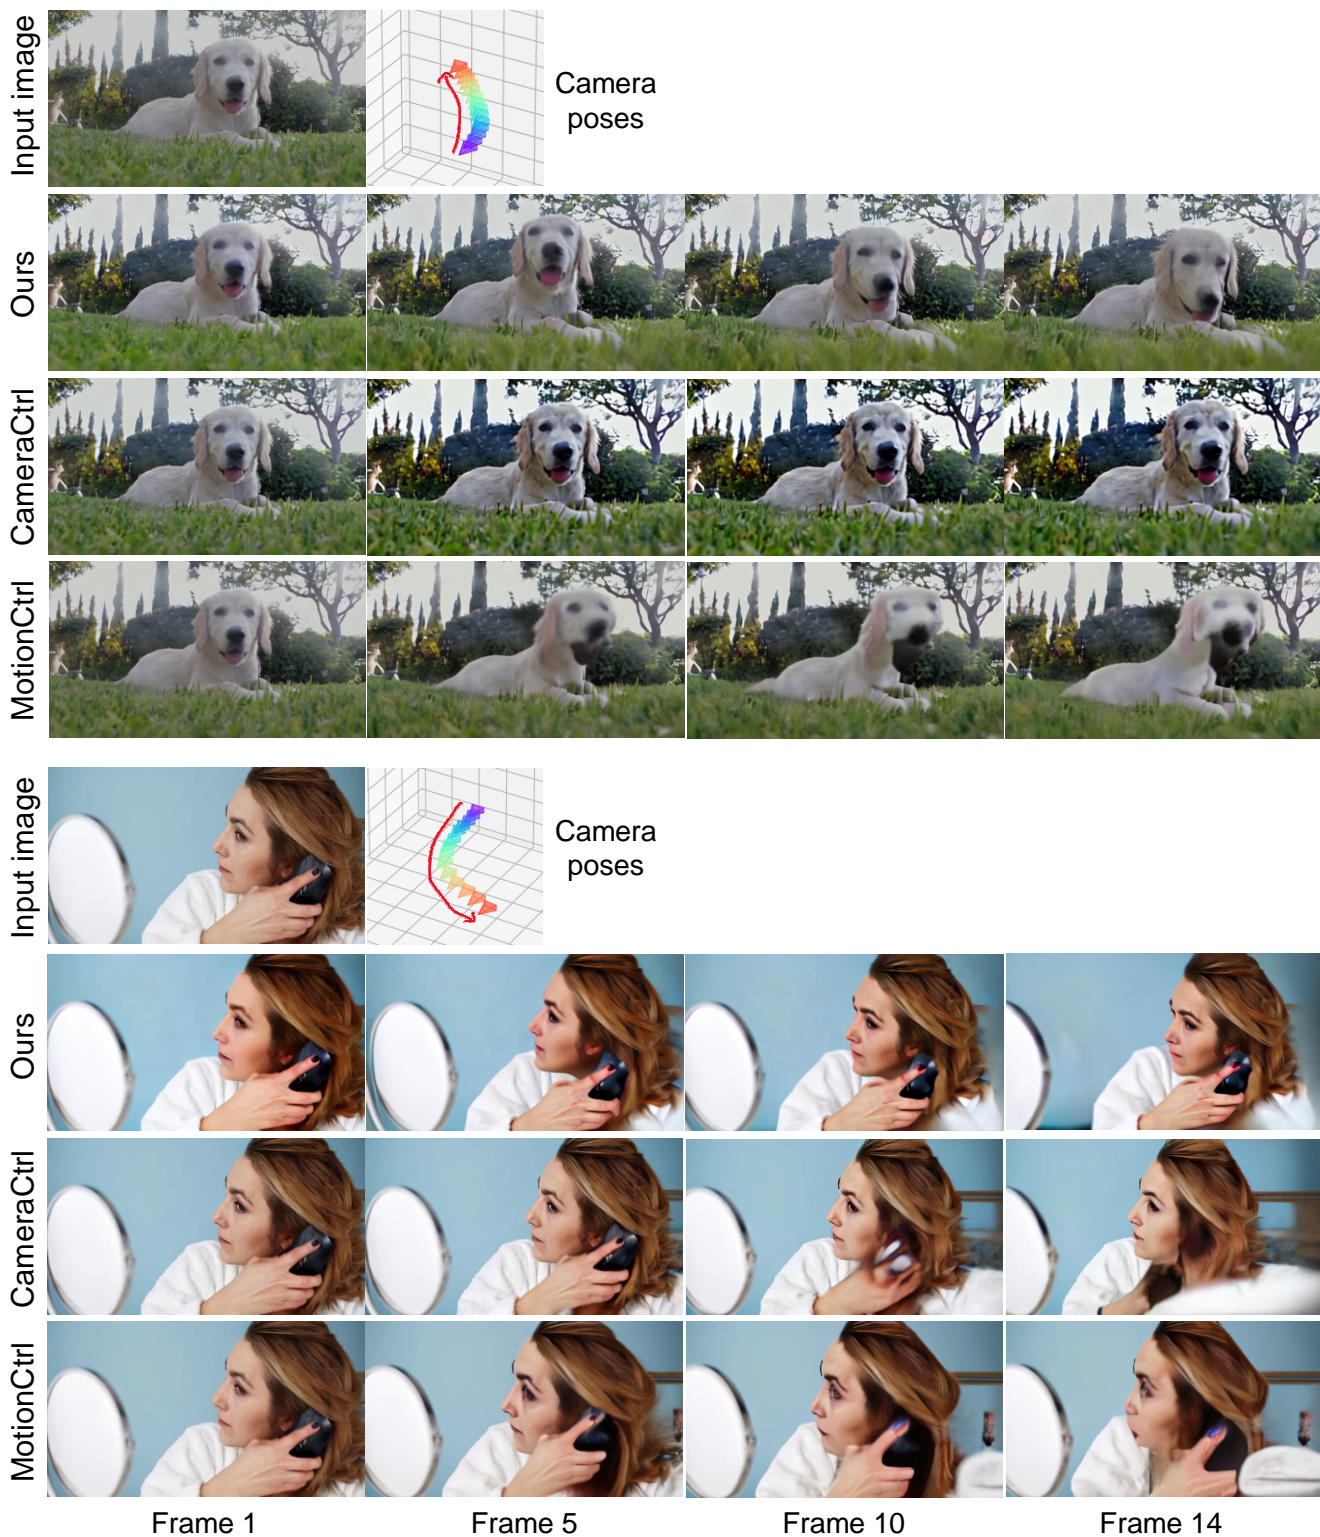 Input image
Camera
poses
Ours
CameraCtrl
MotionCtrl
Input image
Camera
poses
Ours
CameraCtrl
MotionCtrl
Frame 1
Frame 5
Frame 10
Frame 14